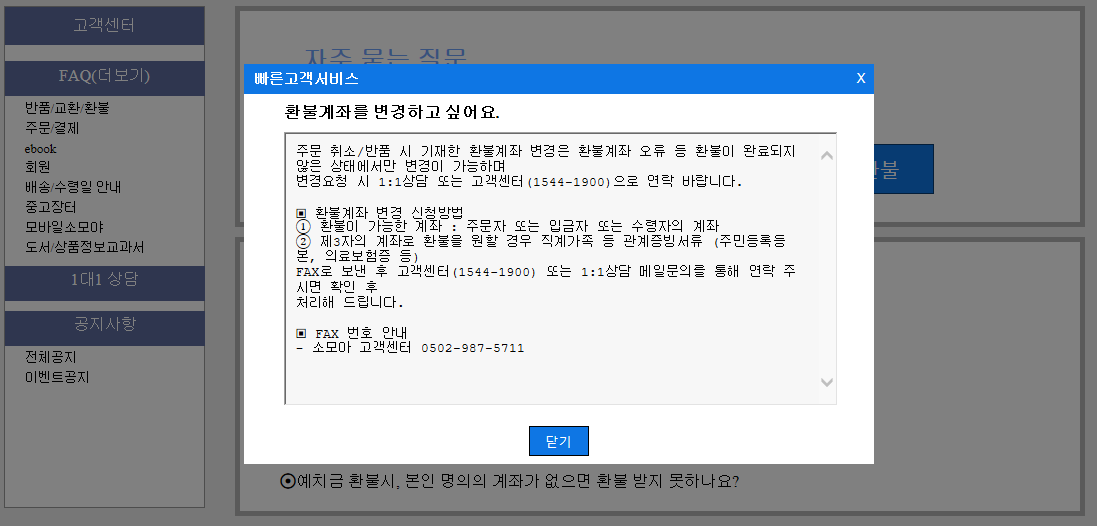 고객센터
FAQ(더보기)
반품/교환/환불
주문/결제
ebook
회원
배송/수령일 안내
중고장터
모바일소모야
도서/상품정보교과서
1대1 상담
공지사항
전체공지
이벤트공지
자주 묻는 질문
빠른고객서비스
X
환불계좌를 변경하고 싶어요.
주문 취소/반품 시 기재한 환불계좌 변경은 환불계좌 오류 등 환불이 완료되지
않은 상태에서만 변경이 가능하며
변경요청 시 1:1상담 또는 고객센터(1544-1900)으로 연락 바랍니다.
▣ 환불계좌 변경 신청방법
① 환불이 가능한 계좌 : 주문자 또는 입금자 또는 수령자의 계좌
② 제3자의 계좌로 환불을 원할 경우 직계가족 등 관계증빙서류 (주민등록등
본, 의료보험증 등)
FAX로 보낸 후 고객센터(1544-1900) 또는 1:1상담 메일문의를 통해 연락 주
시면 확인 후
처리해 드립니다.
▣ FAX 번호 안내
- 소모아 고객센터 0502-987-5711
닫기
⊙예치금 환불시, 본인 명의의 계좌가 없으면 환불 받지 못하나요?